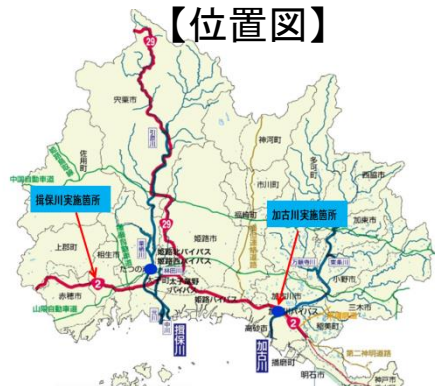 【位置図】
29
宍粟市
佐用町
神河町
多可町
西脇市
中国自動車道
市川町
揖保川実施箇所
加古川実施箇所
福崎町
加東市
29
上郡町
相生市
姫路市
小野市
姫路北バイパス
姫路西バイパス
たつの
林田川
太子竜野
バイパス
2
赤穂市
姫路バイパス
加古川市
三木市
山陽自動車道
バイパス
2
稲美町
揖保川
高砂市
加古川
播磨町
第二神明道路
明石市
神戸市